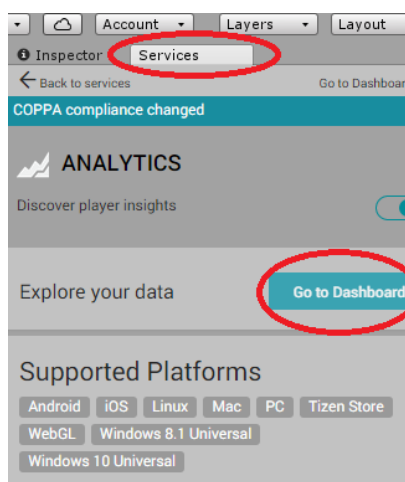 Account Layers Layout
Inspector Services
Back to services Go to Dashboar
COPPA compliance changed
ANALYTICS
Discover player insights
Explore your data Go to Dashboard
Supported Platforms
Android iOS Linux Mac PC Tizen Store
WebGL Windows 8.1 Universal
Windows 10 Universal